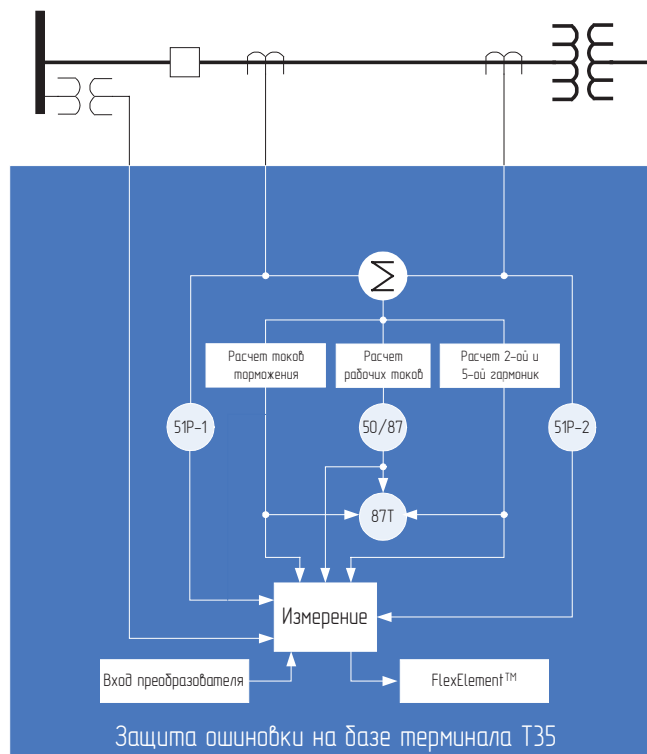 Σ
Расчет токов
торможения
Расчет
рабочих токов
Расчет 2-ой и
5-ой гармоник
51P-1
50/87
51P-2
87T
Измерение
Вход преобразователя
FlexElement™
Защита ошиновки на базе терминала T35